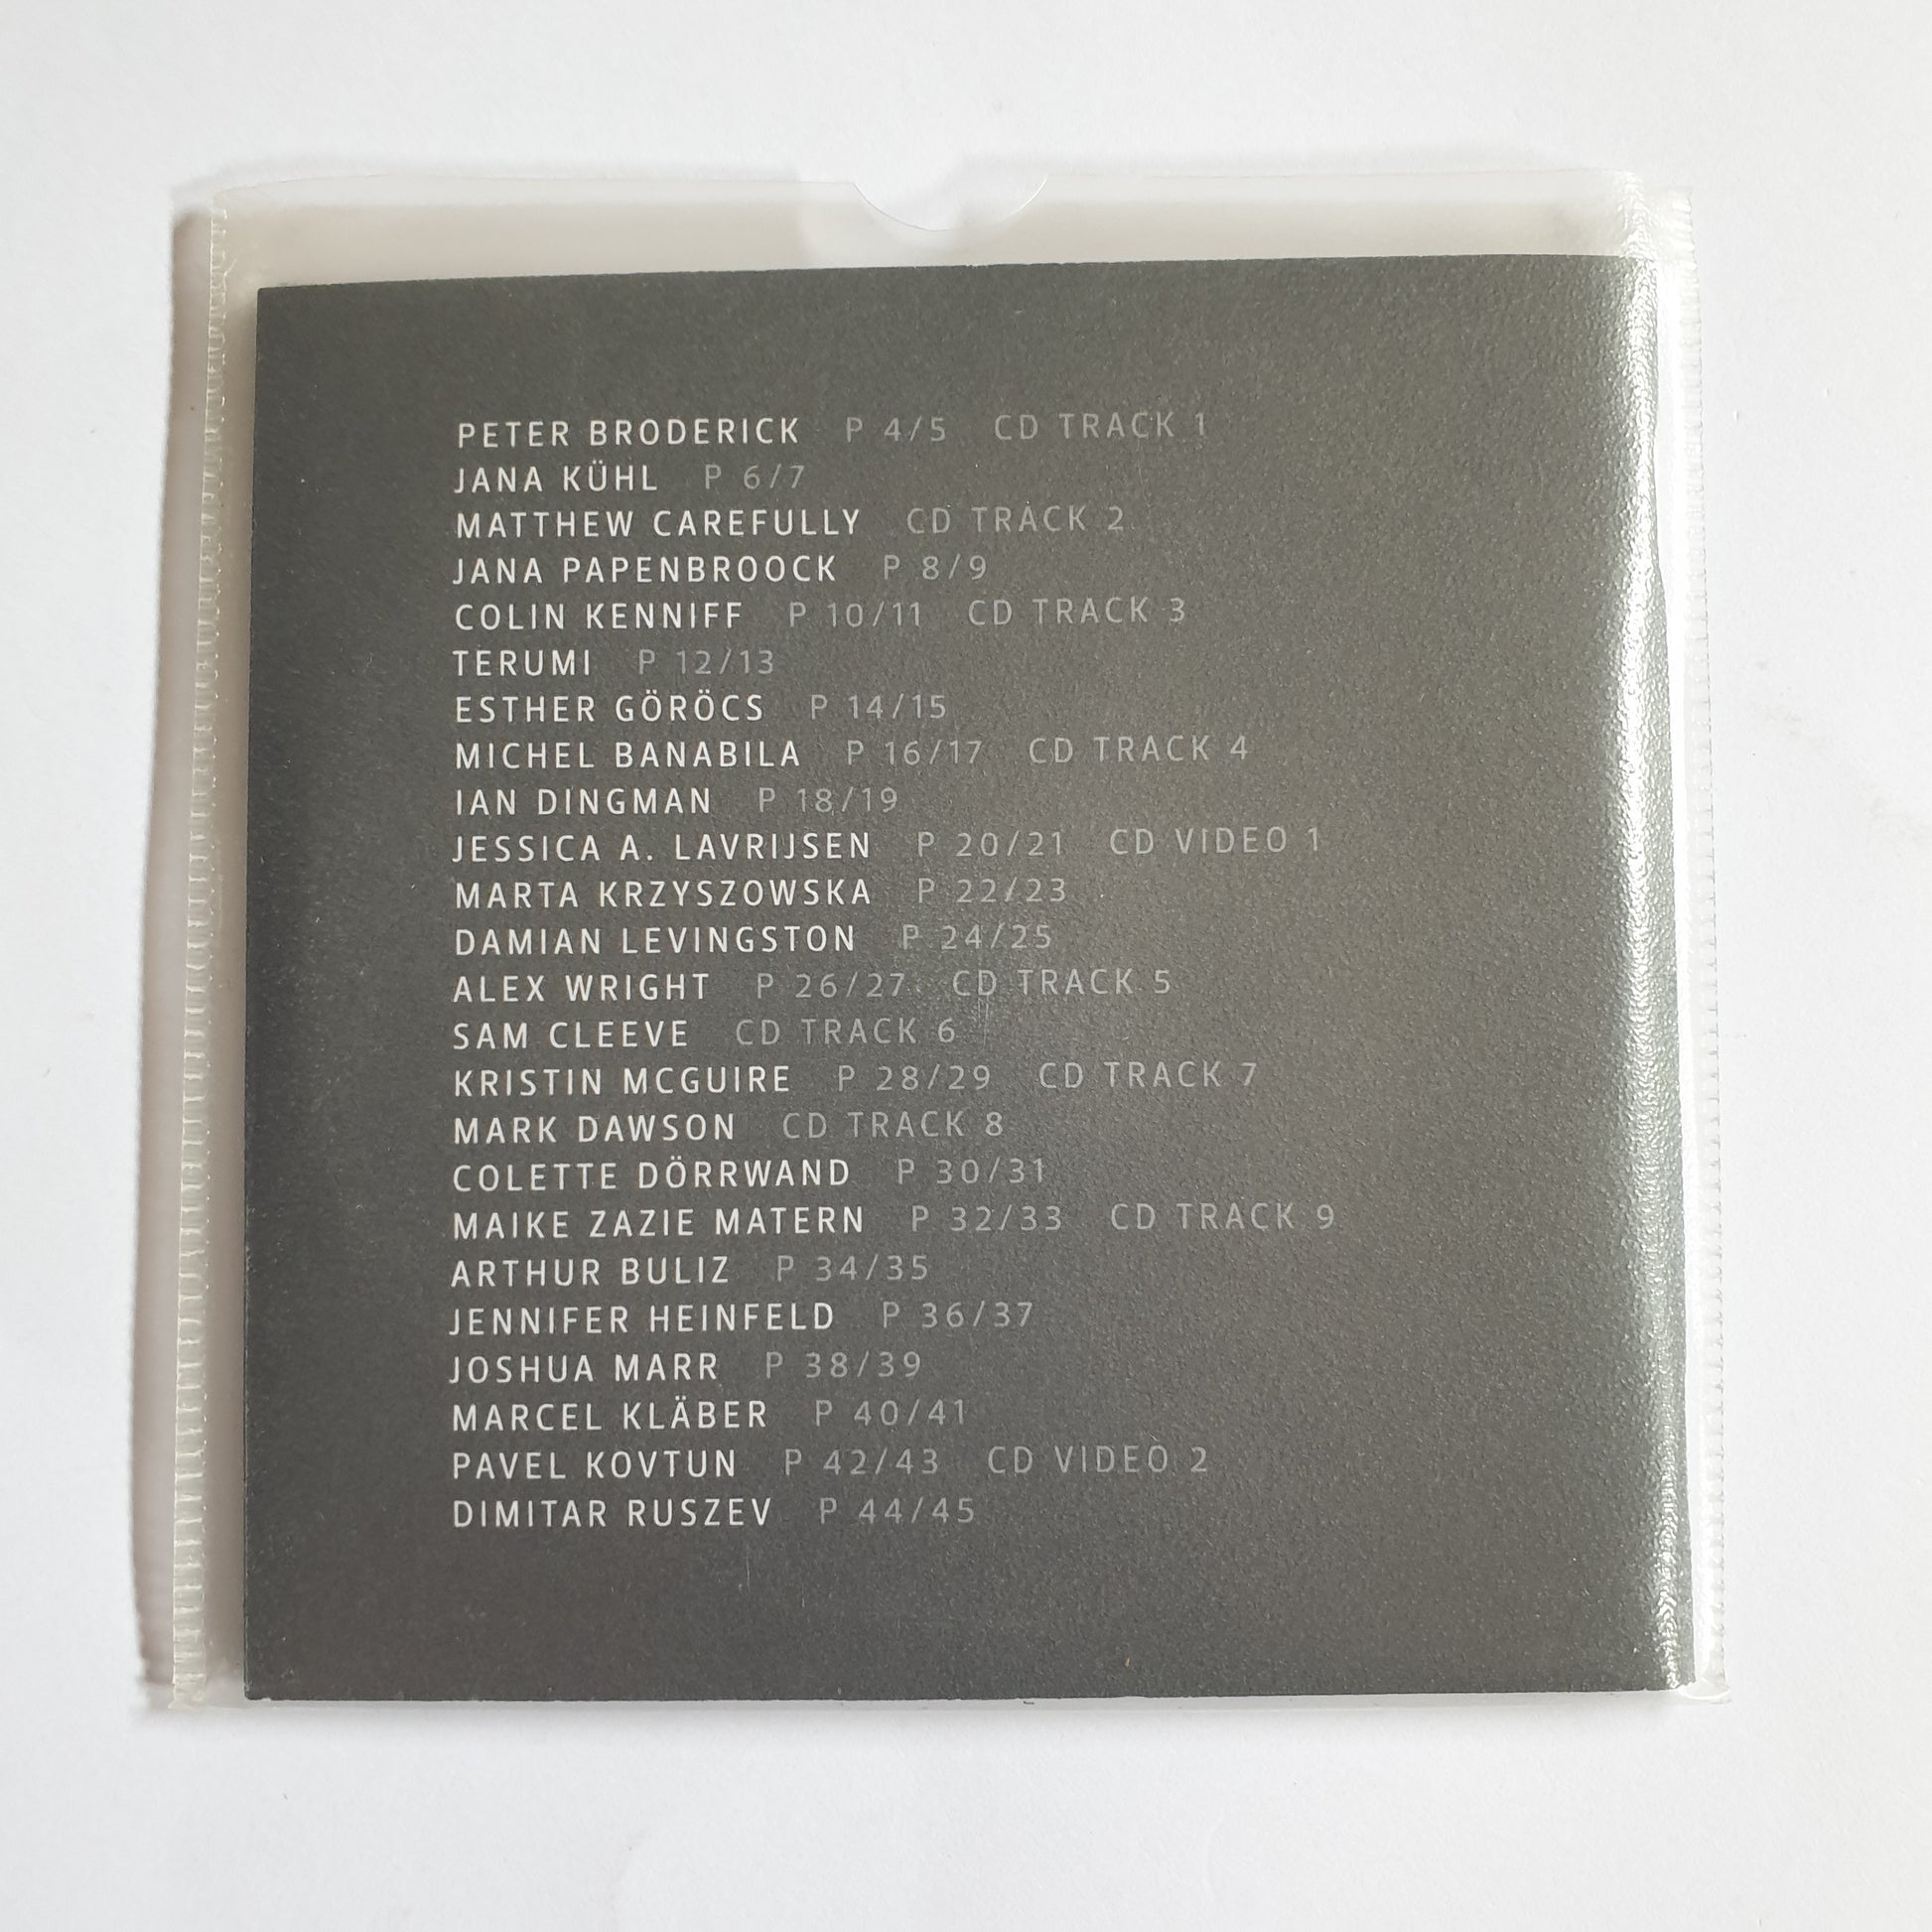 PETER BRODERICK P 4/5 CD TRACK 1
JANA KÜHL P 6/7
MATTHEW CAREFULLY CD TRACK 2
JANA PAPENBROOCK P 8/9
COLIN KENNIFF P 10/11 CD TRACK 3
TERUMI P 12/13
ESTHER GÖRÖCS P 14/15
MICHEL BANABILA P 16/17 CD TRACK 4
IAN DINGMAN P 18/19
JESSICA A. LAVRIJSEN P 20/21 CD VIDEO 1
MARTA KRZYSZOWSKA P 22/23
DAMIAN LEVINGSTON P 24/25
ALEX WRIGHT P 26/27 CD TRACK 5
SAM CLEEVE CD TRACK 6
KRISTIN MCGUIRE P 28/29 CD TRACK 7
MARK DAWSON CD TRACK 8
COLETTE DÖRRWAND P 30/31
MAIKE ZAZIE MATERN P 32/33 CD TRACK 9
ARTHUR BULIZ P 34/35
JENNIFER HEINFELD P 36/37
JOSHUA MARR P 38/39
MARCEL KLÄBER P 40/41
PAVEL KOVTUN P 42/43 CD VIDEO 2
DIMITAR RUSZEV P 44/45